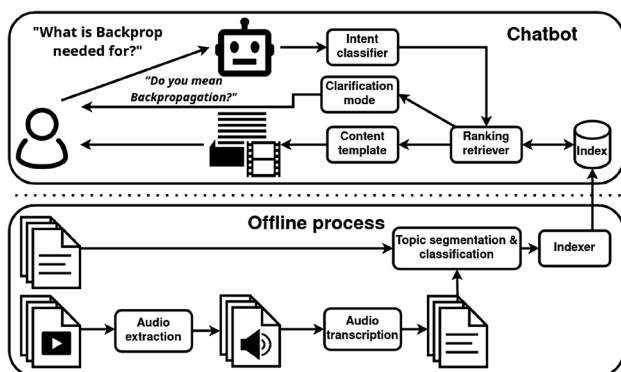 "What is Backprop
needed for?"
Intent
classifier
Chatbot
"Do you mean
Backpropagation?"
Clarification
mode
Content
template
Ranking
retriever
Index
Offline process
Topic segmentation &
classification
Indexer
Audio
extraction
Audio
transcription